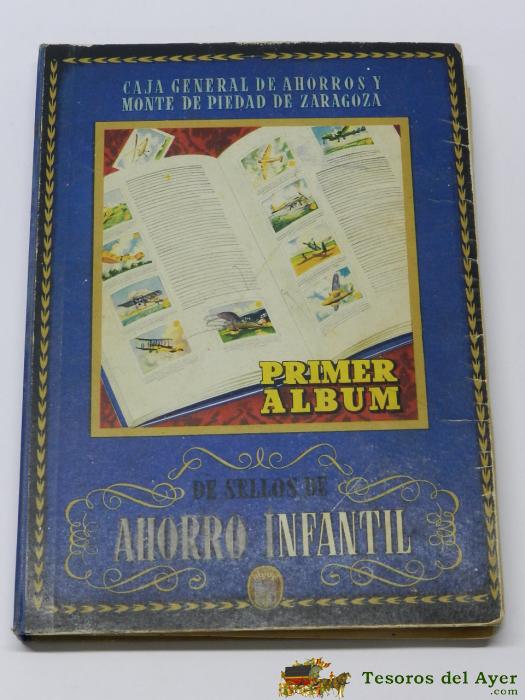 CAJA GENERAL DE AHORROS Y
MONTE DE PIEDAD DE ZARAGOZA
PRIMER
ALBUM
DE SELLOS DE
AHORRO INFANTIL
Tesoros del Ayer
.com